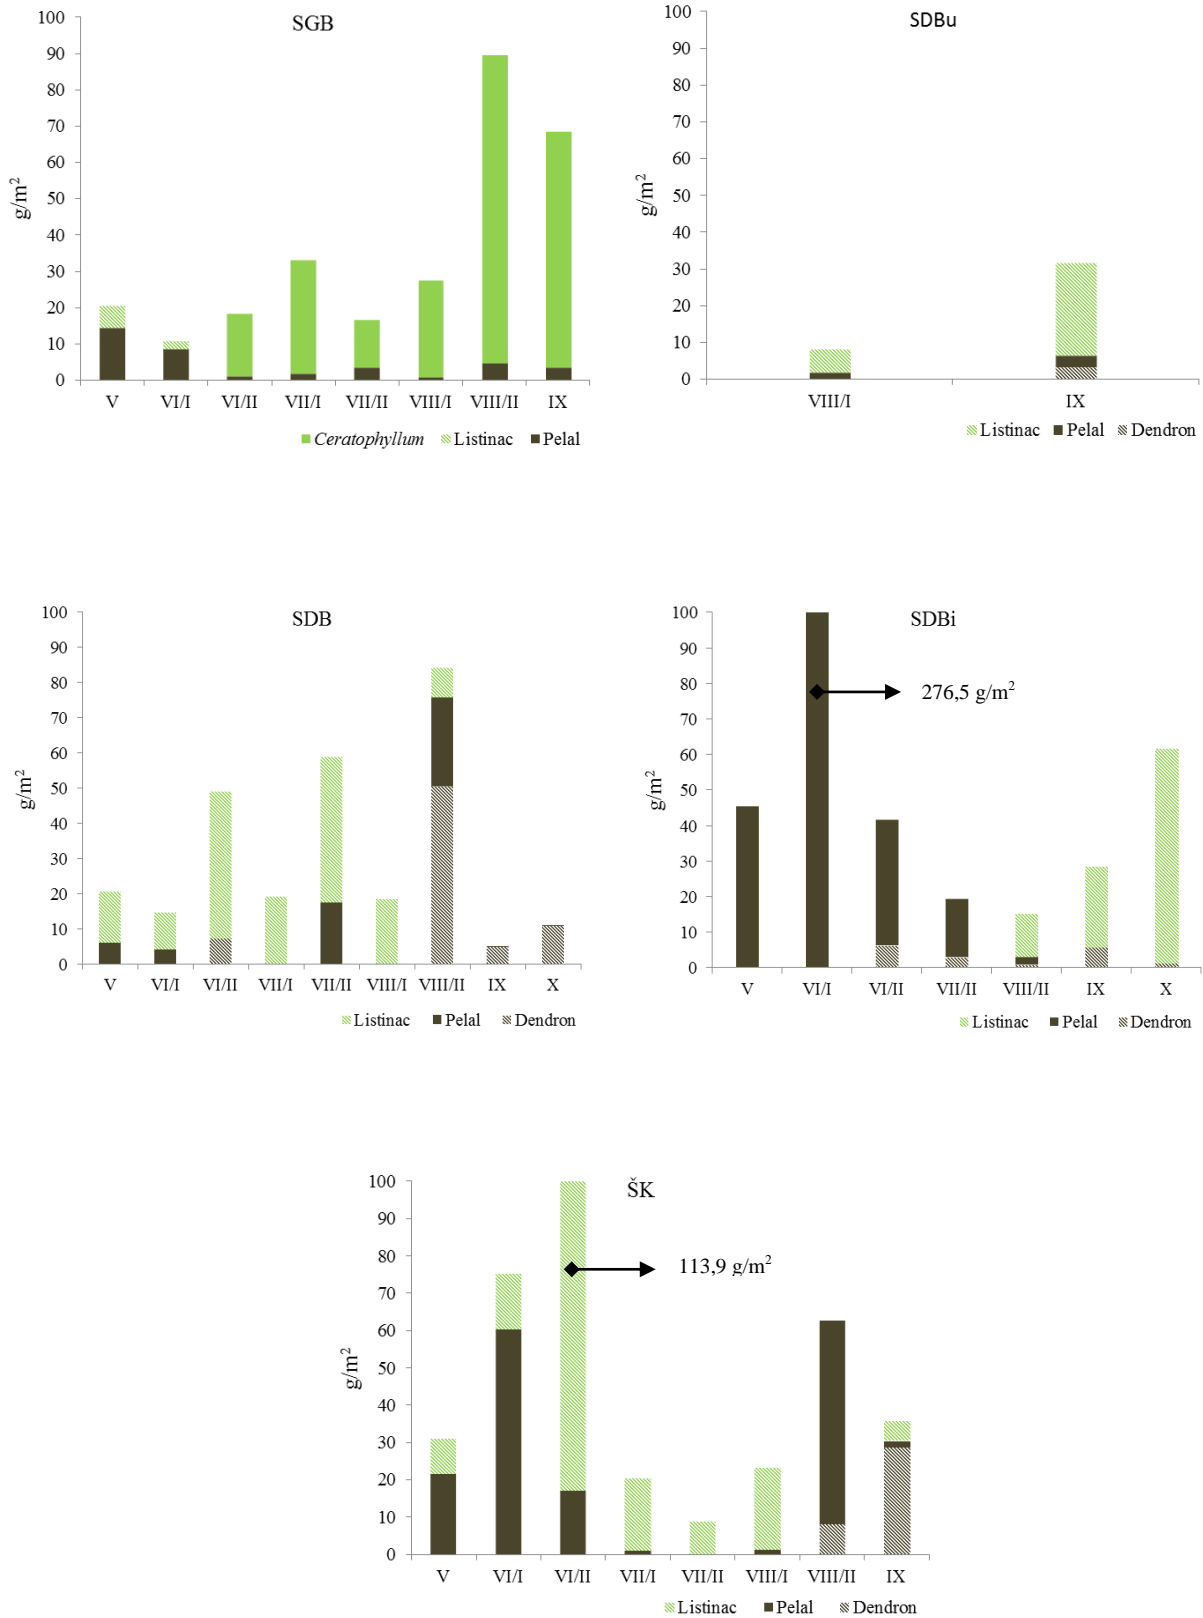 SGB
g/m²
100
90
80
70
60
50
40
30
20
10
0
V VI/I VI/II VII/I VII/II VIII/I VIII/II IX
Ceratophyllum Listinac Pelal
SDBu
g/m²
100
90
80
70
60
50
40
30
20
10
0
VIII/I IX
Listinac Pelal Dendron
SDB
g/m²
100
90
80
70
60
50
40
30
20
10
0
V VI/I VI/II VII/I VII/II VIII/I VIII/II IX X
Listinac Pelal Dendron
SDBi
276,5 g/m²
g/m²
100
90
80
70
60
50
40
30
20
10
0
V VI/I VI/II VII/II VIII/II IX X
Listinac Pelal Dendron
ŠK
113,9 g/m²
g/m²
100
90
80
70
60
50
40
30
20
10
0
V VI/I VI/II VII/I VII/II VIII/I VIII/II IX
Listinac Pelal Dendron